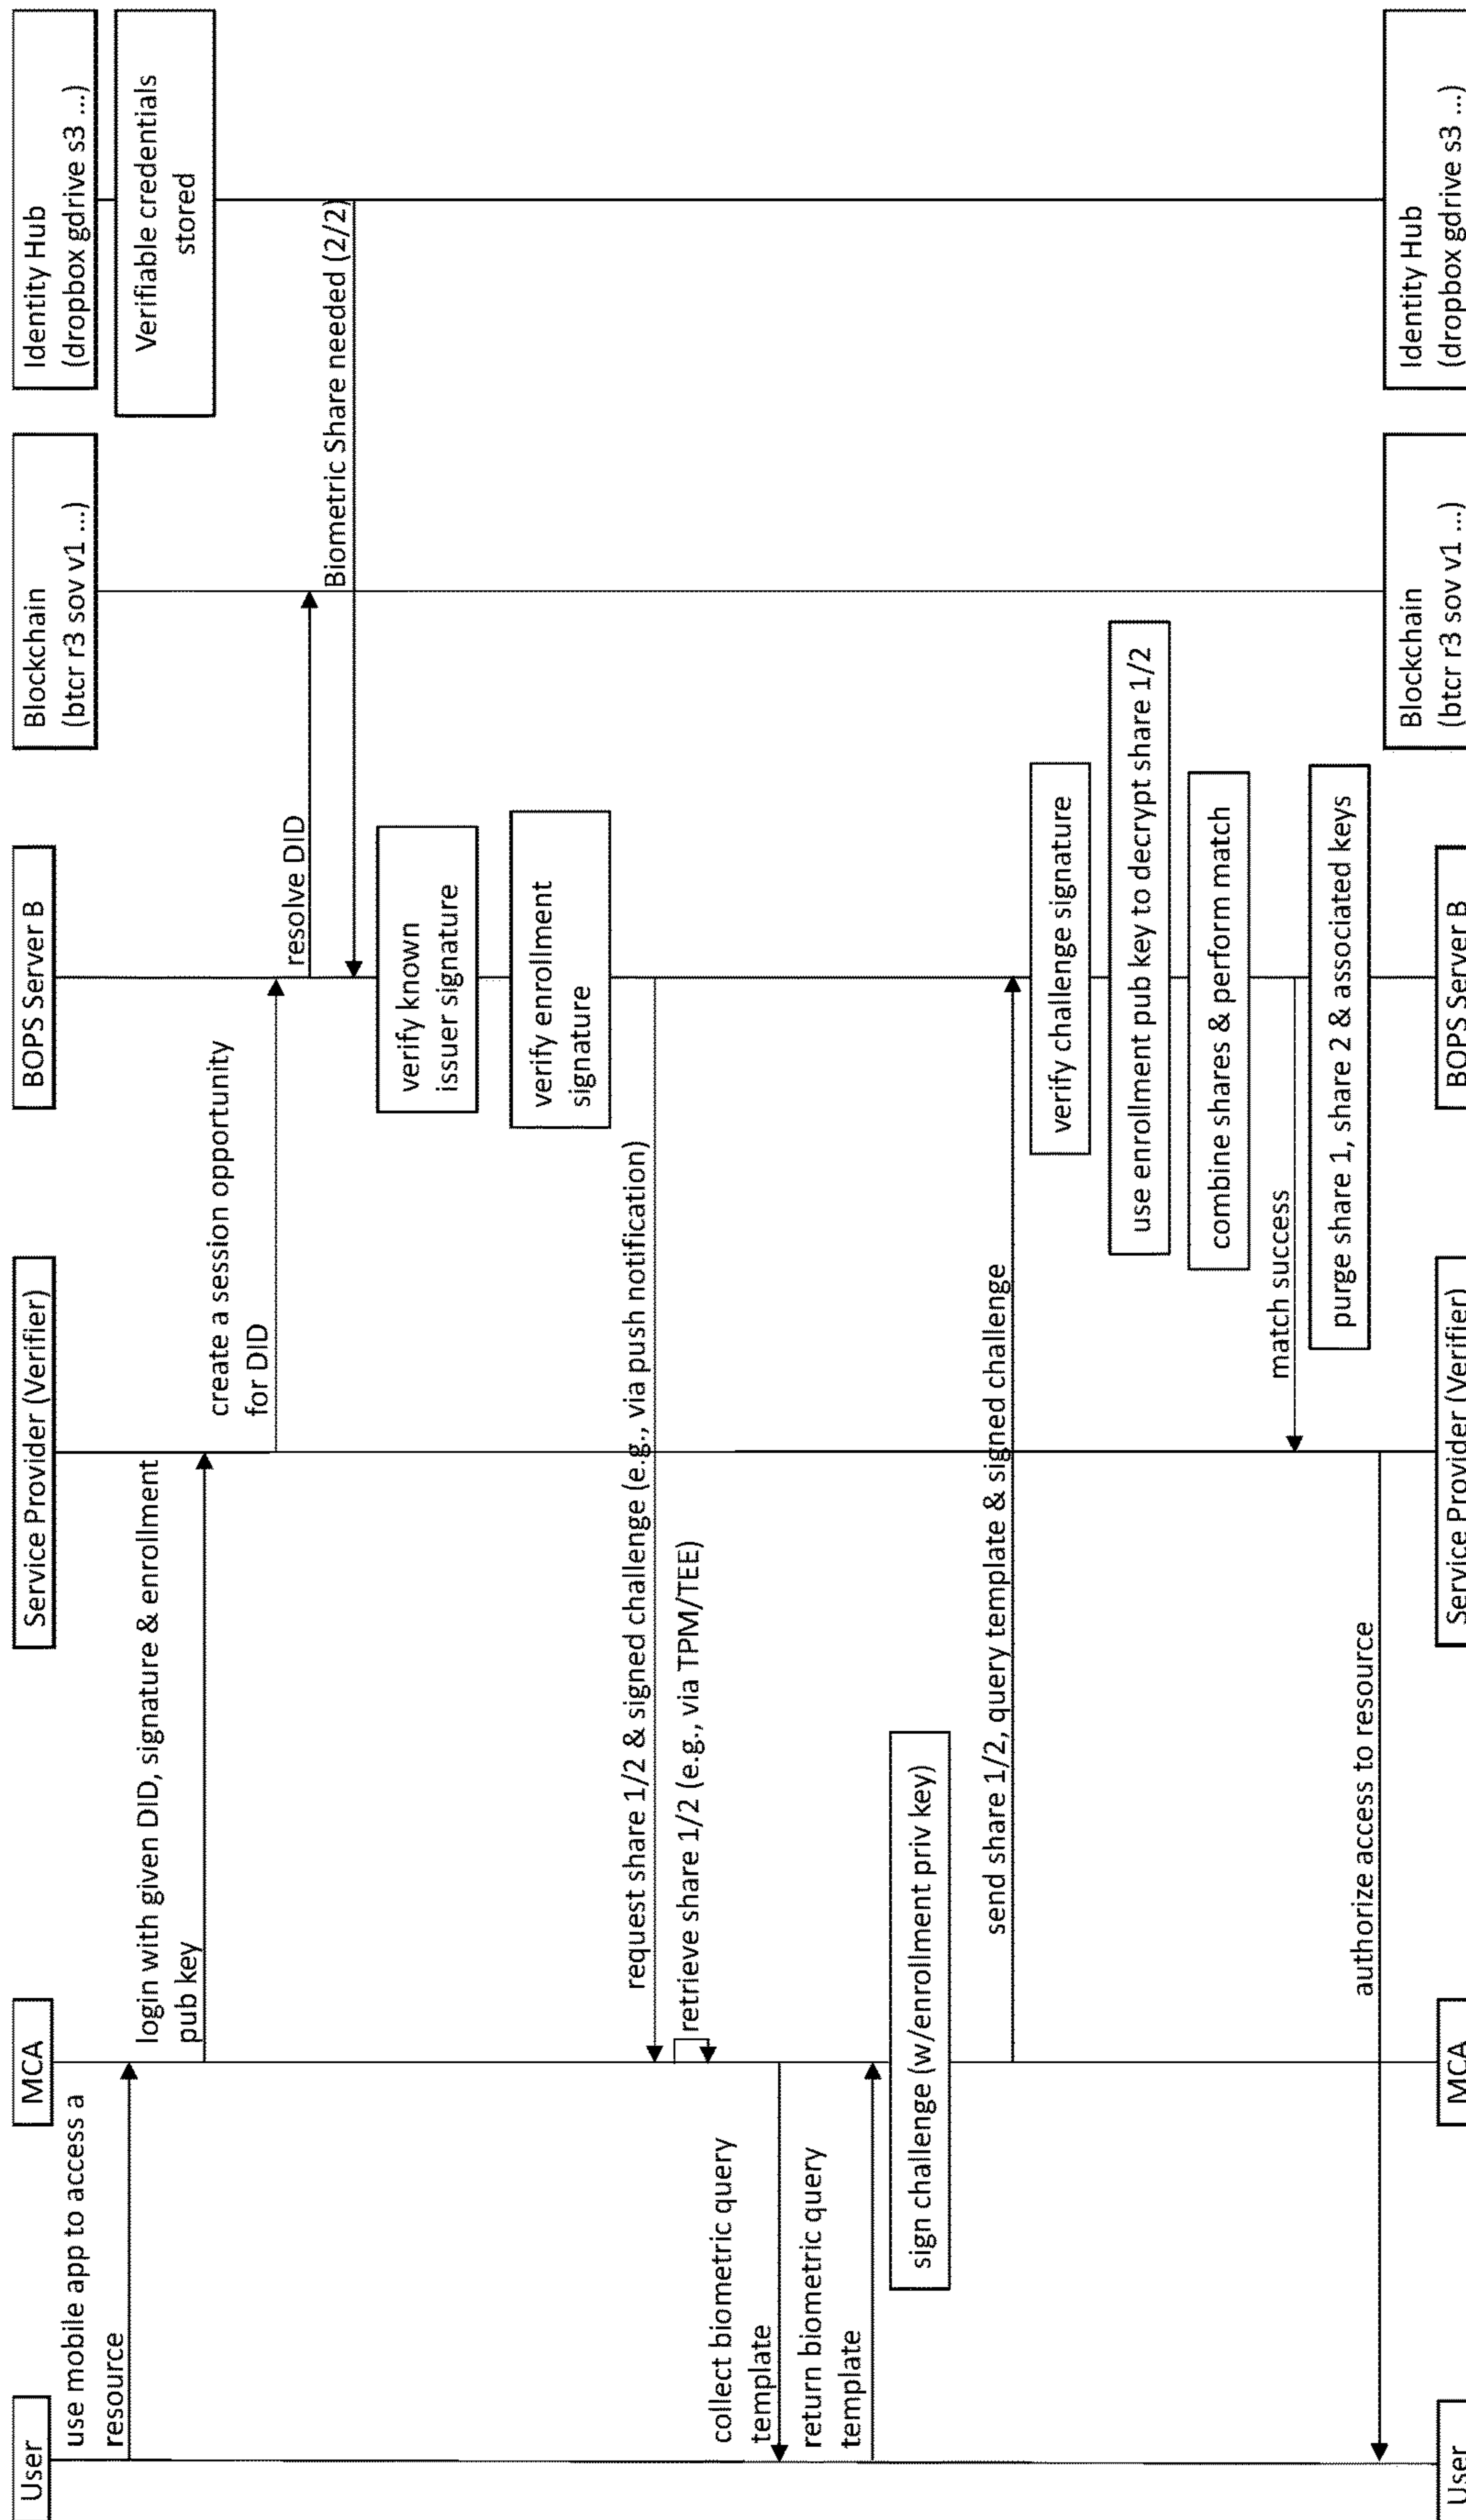 User
MCA
Service Provider (Verifier)
BOPS Server B
Blockchain
(btcr r3 sov v1 ...)
Identity Hub
(dropbox gdrive s3 ...)
Verifiable credentials
stored
use mobile app to access a
resource
login with given DID, signature & enrollment
pub key
create a session opportunity
for DID
resolve DID
Biometric Share needed (2/2)
verify known
issuer signature
verify enrollment
signature
request share 1/2 & signed challenge (e.g., via push notification)
retrieve share 1/2 (e.g., via TPM/TEE)
collect biometric query
template
return biometric query
template
sign challenge (w/enrollment priv key)
send share 1/2, query template & signed challenge
verify challenge signature
use enrollment pub key to decrypt share 1/2
combine shares & perform match
match success
purge share 1, share 2 & associated keys
authorize access to resource
User
MCA
Service Provider (Verifier)
BOPS Server B
Blockchain
(btcr r3 sov v1 ...)
Identity Hub
(dropbox gdrive s3 ...)